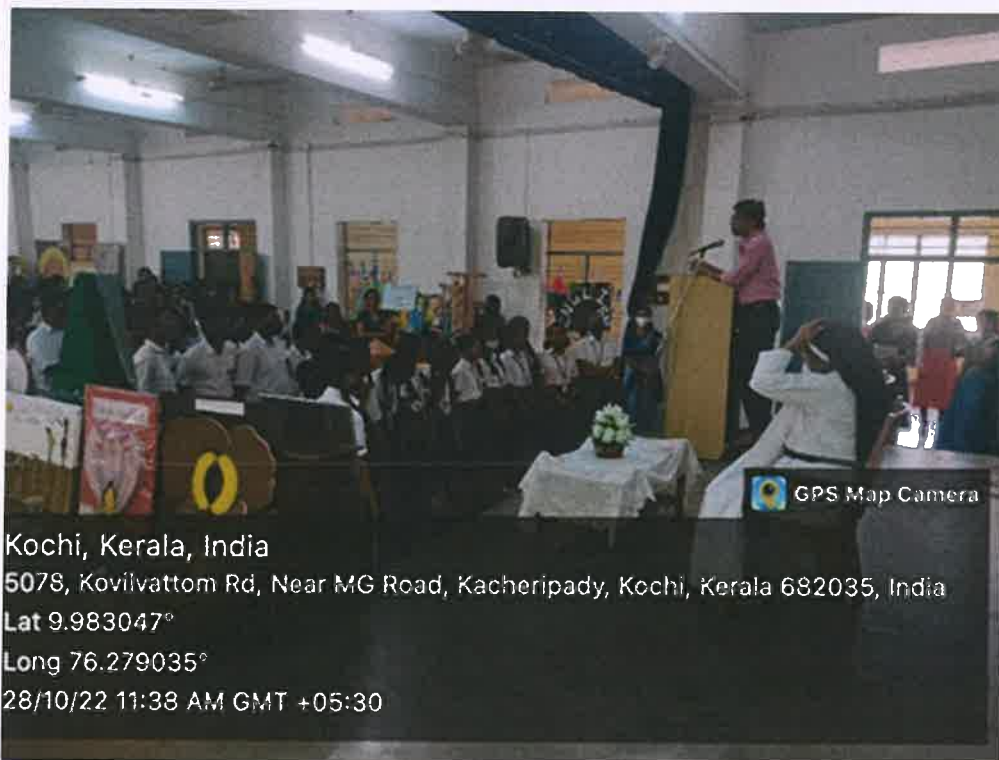 GPS Map Camera
Kochi, Kerala, India
5078, Kovilvattom Rd, Near MG Road, Kacheripady, Kochi, Kerala 682035, India
Lat 9.983047°
Long 76.279035°
28/10/22 11:38 AM GMT +05:30